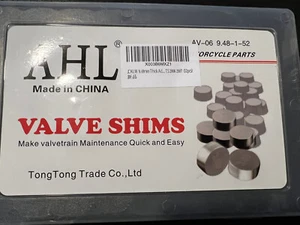 AHL®
AV-06 9.48-1-52
MOTORCYCLE PARTS
Made in CHINA
VALVE SHIMS
Make valvetrain Maintenance Quick and Easy
TongTong Trade Co.,Ltd